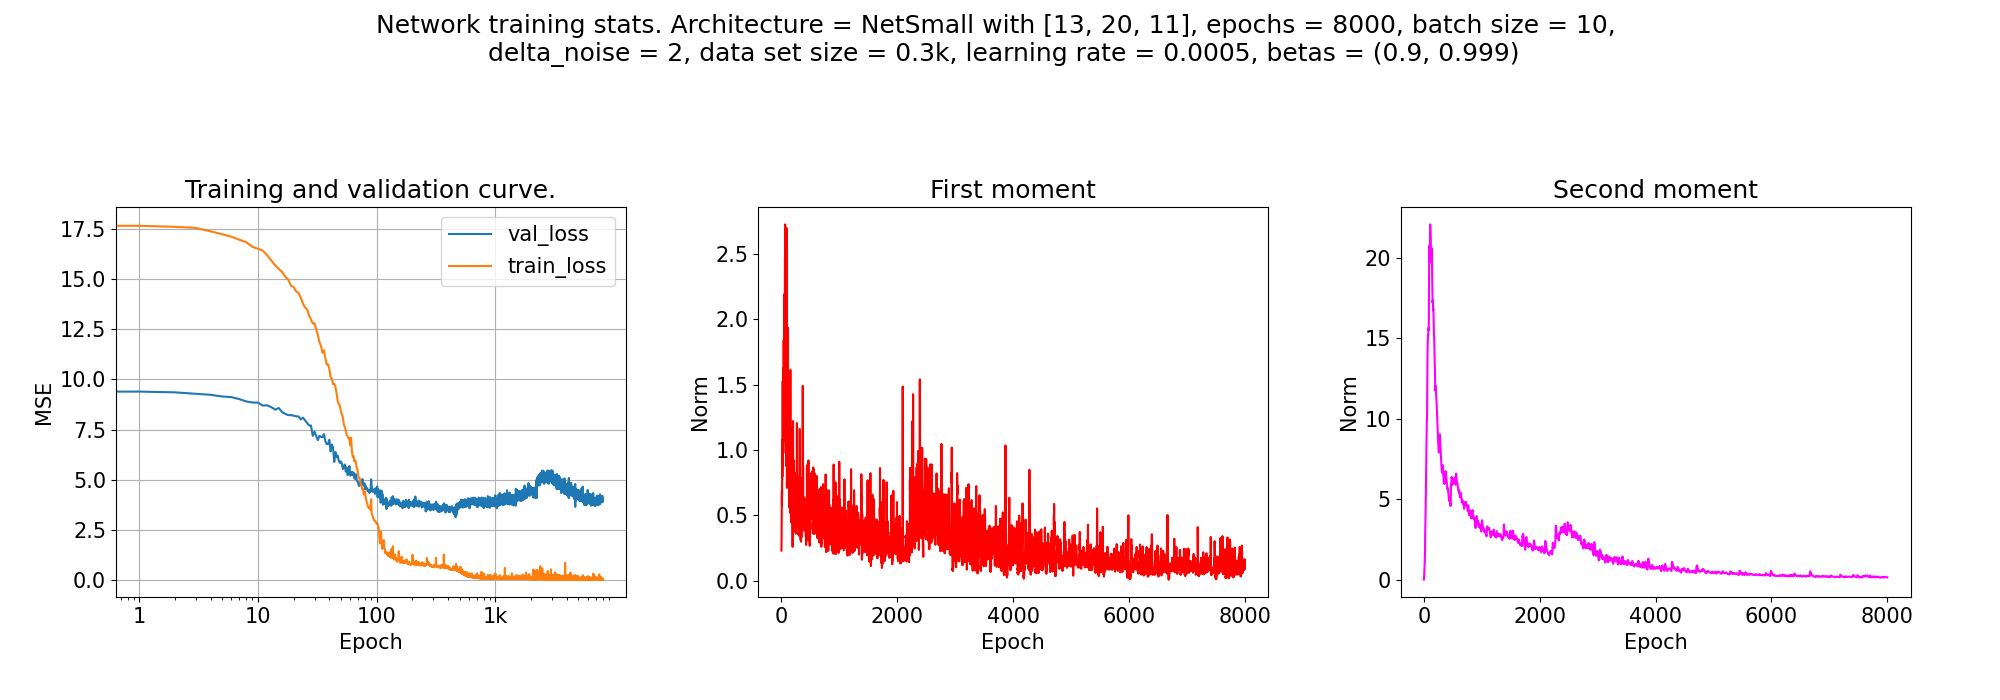 Network training stats. Architecture = NetSmall with [13, 20, 11], epochs = 8000, batch size = 10,
delta_noise = 2, data set size = 0.3k, learning rate = 0.0005, betas = (0.9, 0.999)
Training and validation curve.
val_loss
train_loss
17.5
15.0
12.5
10.0
7.5
5.0
2.5
0.0
MSE
1
10
100
1k
Epoch
First moment
2.5
2.0
1.5
1.0
0.5
0.0
Norm
0
2000
4000
6000
8000
Epoch
Second moment
20
15
10
5
0
Norm
0
2000
4000
6000
8000
Epoch